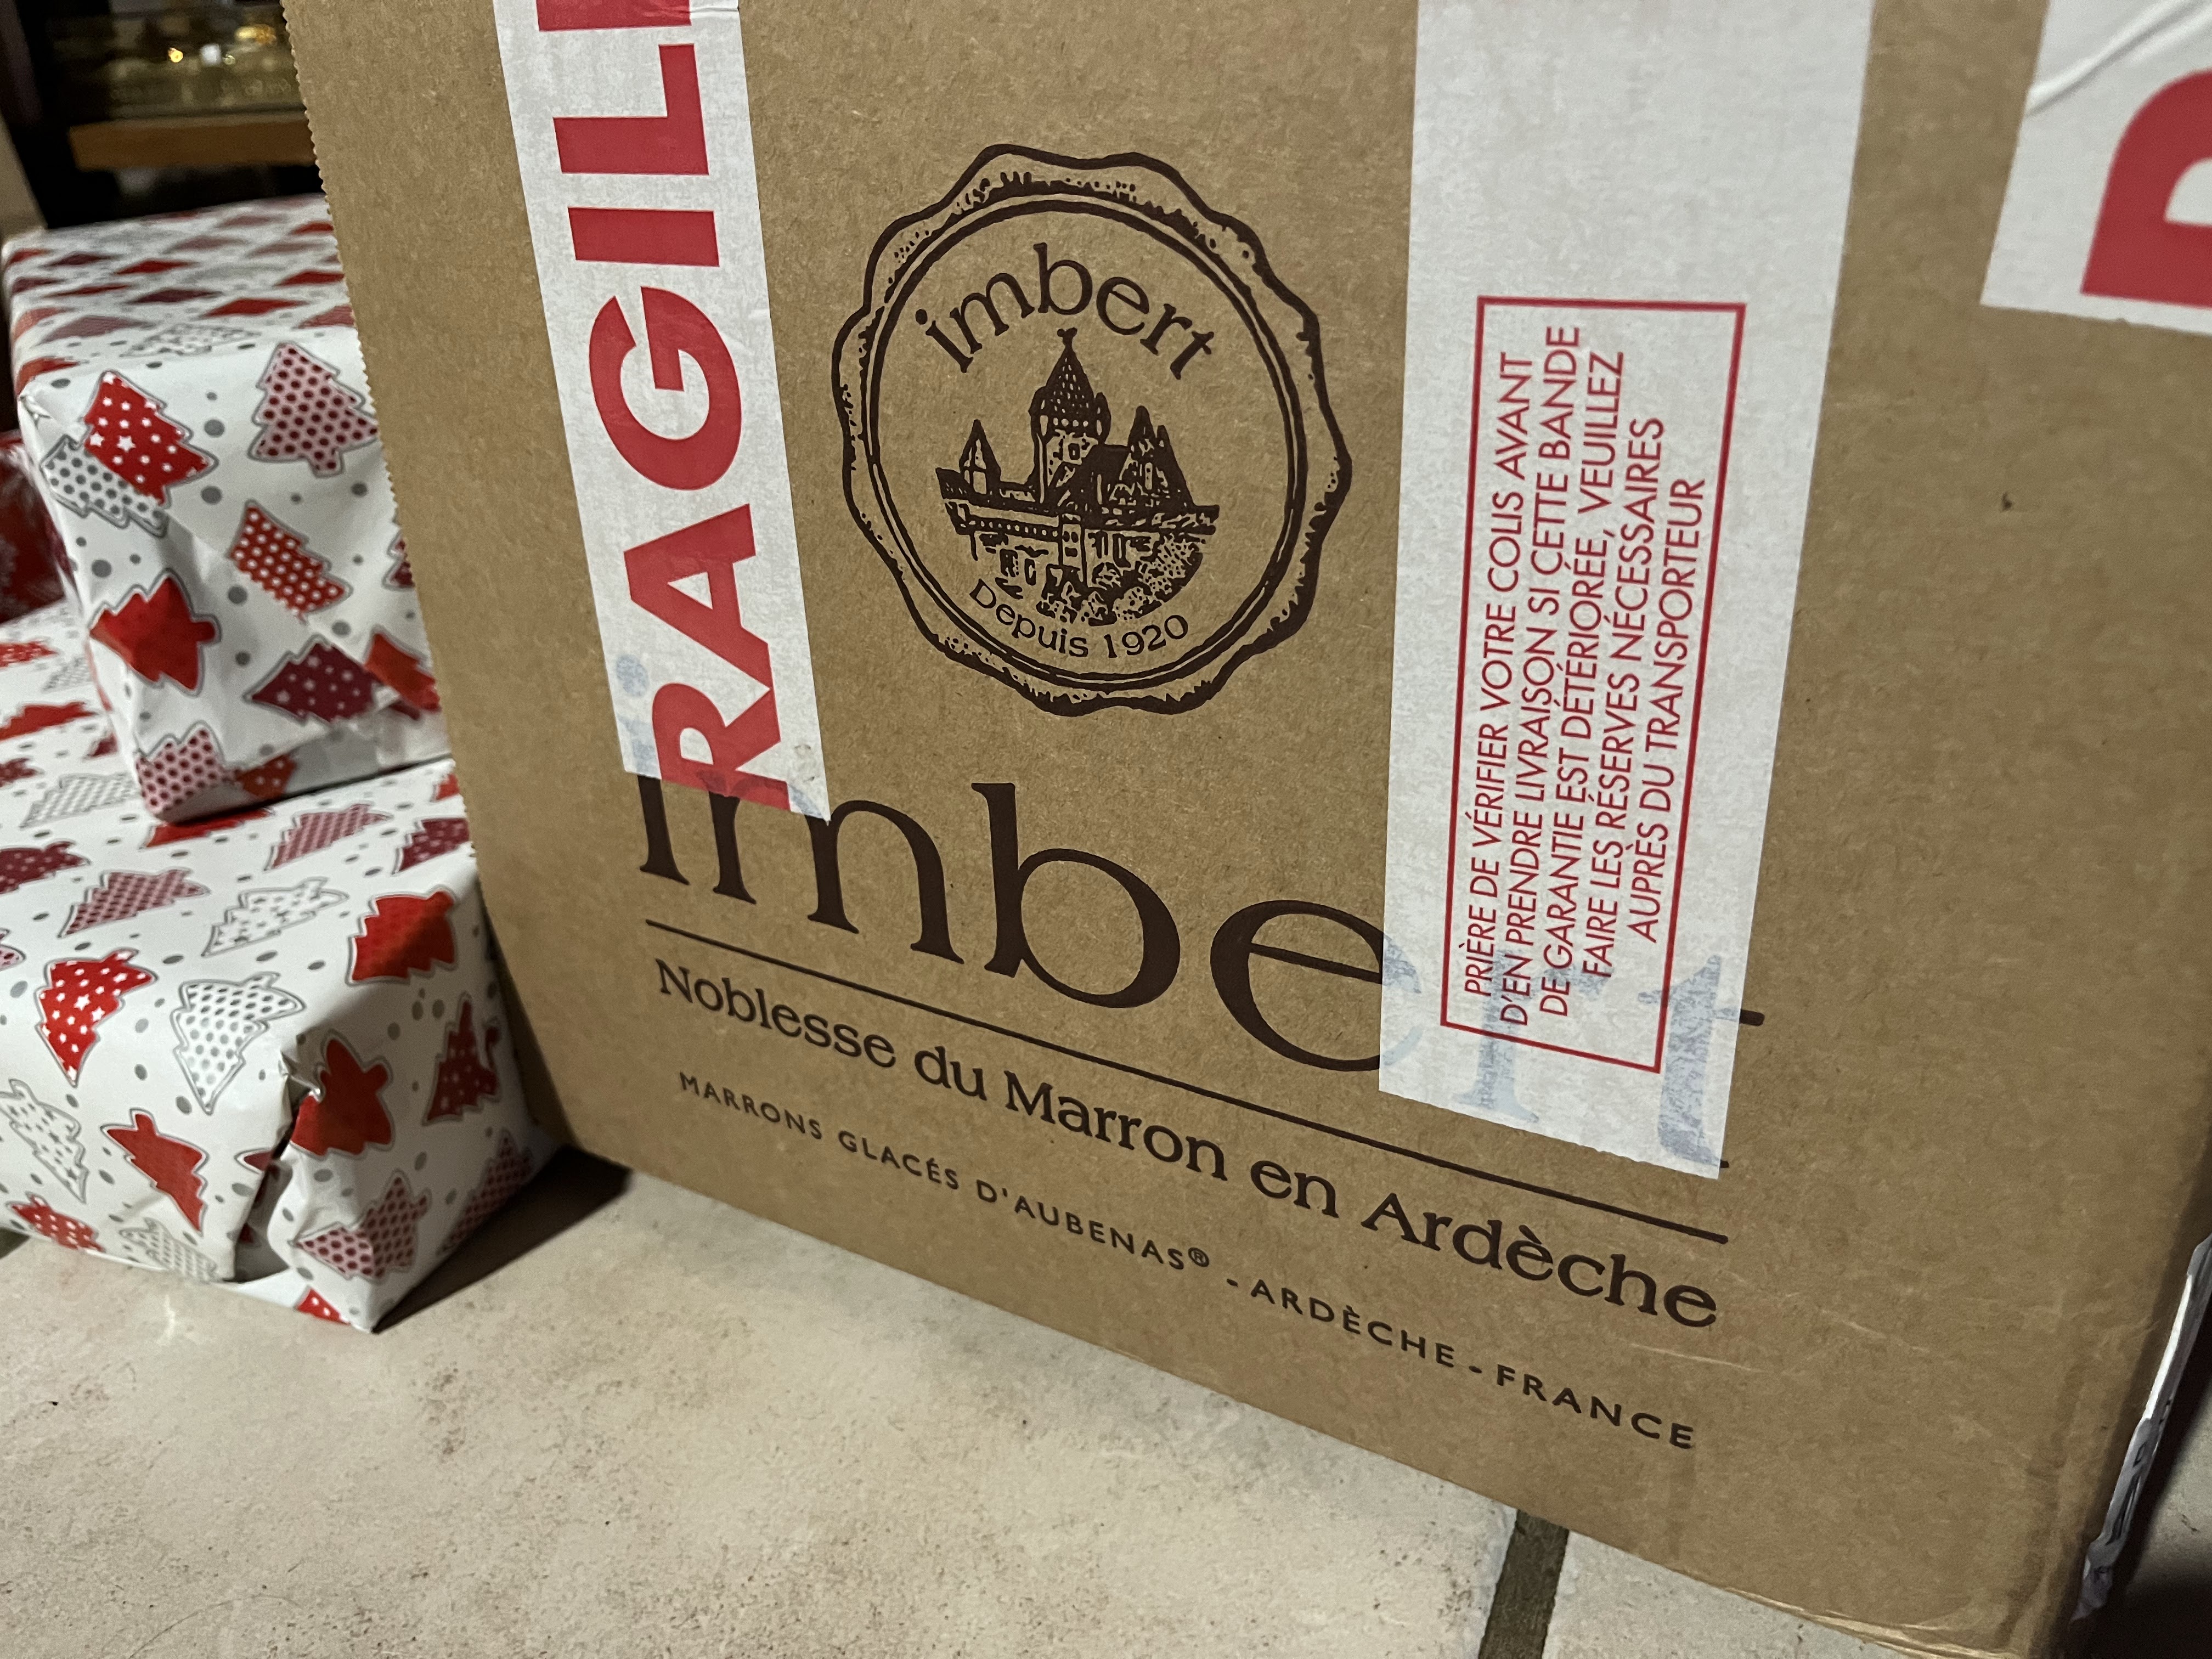 RAGIL
imbert
Depuis 1920
imbert
Noblesse du Marron en Ardèche
MARRONS GLACÉS D'AUBENAS® - ARDÈCHE - FRANCE
PRIÈRE DE VÉRIFIER VOTRE COLIS AVANT
D'EN PRENDRE LIVRAISON SI CETTE BANDE
DE GARANTIE EST DÉTÉRIORÉE, VEUILLEZ
FAIRE LES RÉSERVES NÉCESSAIRES
AUPRÈS DU TRANSPORTEUR